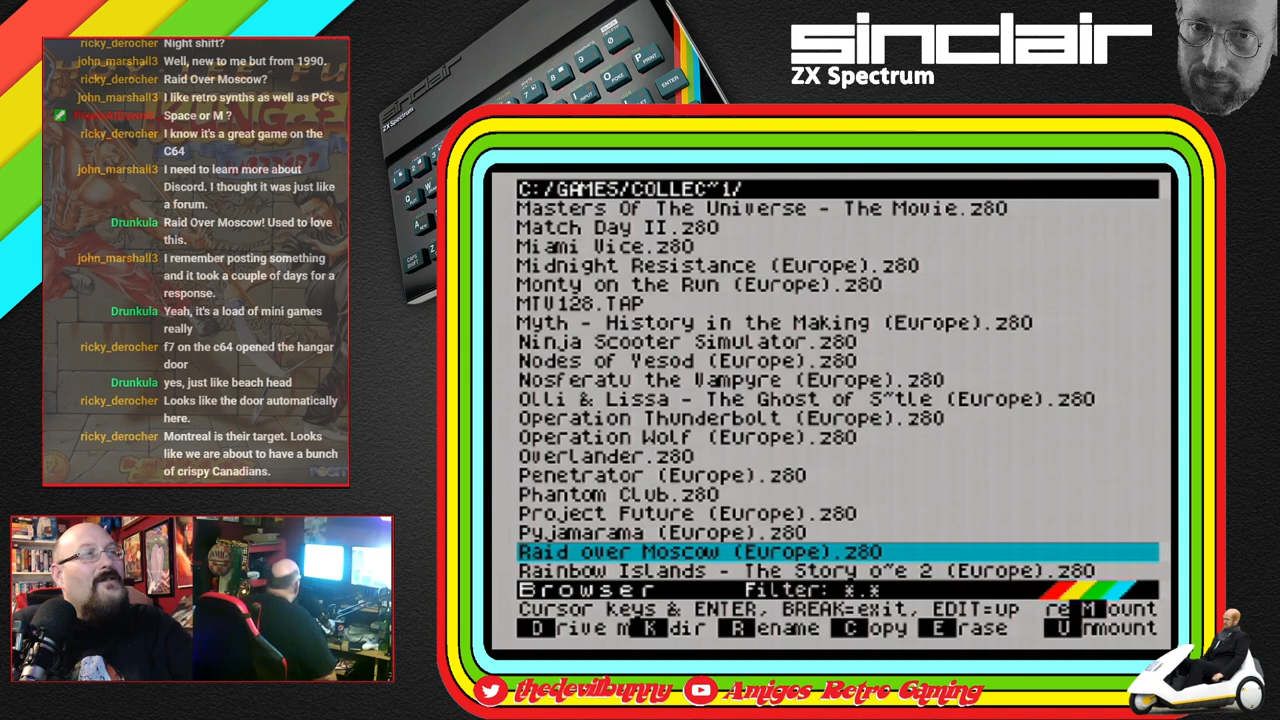 ricky_derocher Night shift?
john_marshall3 Well, new to me but from 1990.
ricky_derocher Raid Over Moscow?
john_marshall3 I like retro synths as well as PC's
Space or M ?
ricky_derocher I know it's a great game on the
C64
john_marshall3 I need to learn more about
Discord. I thought it was just like
a forum.
Drunkula Raid Over Moscow! Used to love
this.
john_marshall3 I remember posting something
and it took a couple of days for a
response.
Drunkula Yeah, it's a load of mini games
really
ricky_derocher f7 on the c64 opened the hangar
door
Drunkula yes, just like beach head
ricky_derocher Looks like the door automatically
here.
ricky_derocher Montreal is their target. Looks
like we are about to have a bunch
of crispy Canadians.
sinclair
ZX Spectrum
sinclair
ZX Spectrum
ENTER
PRINT
POKE
C:/GAMES/COLLEC~1/
Masters Of The Universe - The Movie.z80
Match Day II.z80
Miami Vice.z80
Midnight Resistance (Europe).z80
Monty on the Run (Europe).z80
MTV128.TAP
Myth - History in the Making (Europe).z80
Ninja Scooter Simulator.z80
Nodes of Yesod (Europe).z80
Nosferatu the Vampyre (Europe).z80
Olli & Lissa - The Ghost of S~tle (Europe).z80
Operation Thunderbolt (Europe).z80
Operation Wolf (Europe).z80
Overlander.z80
Penetrator (Europe).z80
Phantom Club.z80
Project Future (Europe).z80
Pyjamarama (Europe).z80
Raid over Moscow (Europe).z80
Rainbow Islands - The Story o~e 2 (Europe).z80
Browser Filter: *.*
Cursor keys & ENTER, BREAK=exit, EDIT=up re Mount
Drive mKdir Rename Copy Erase Unmount
thedevilbunny Amigos Retro Gaming